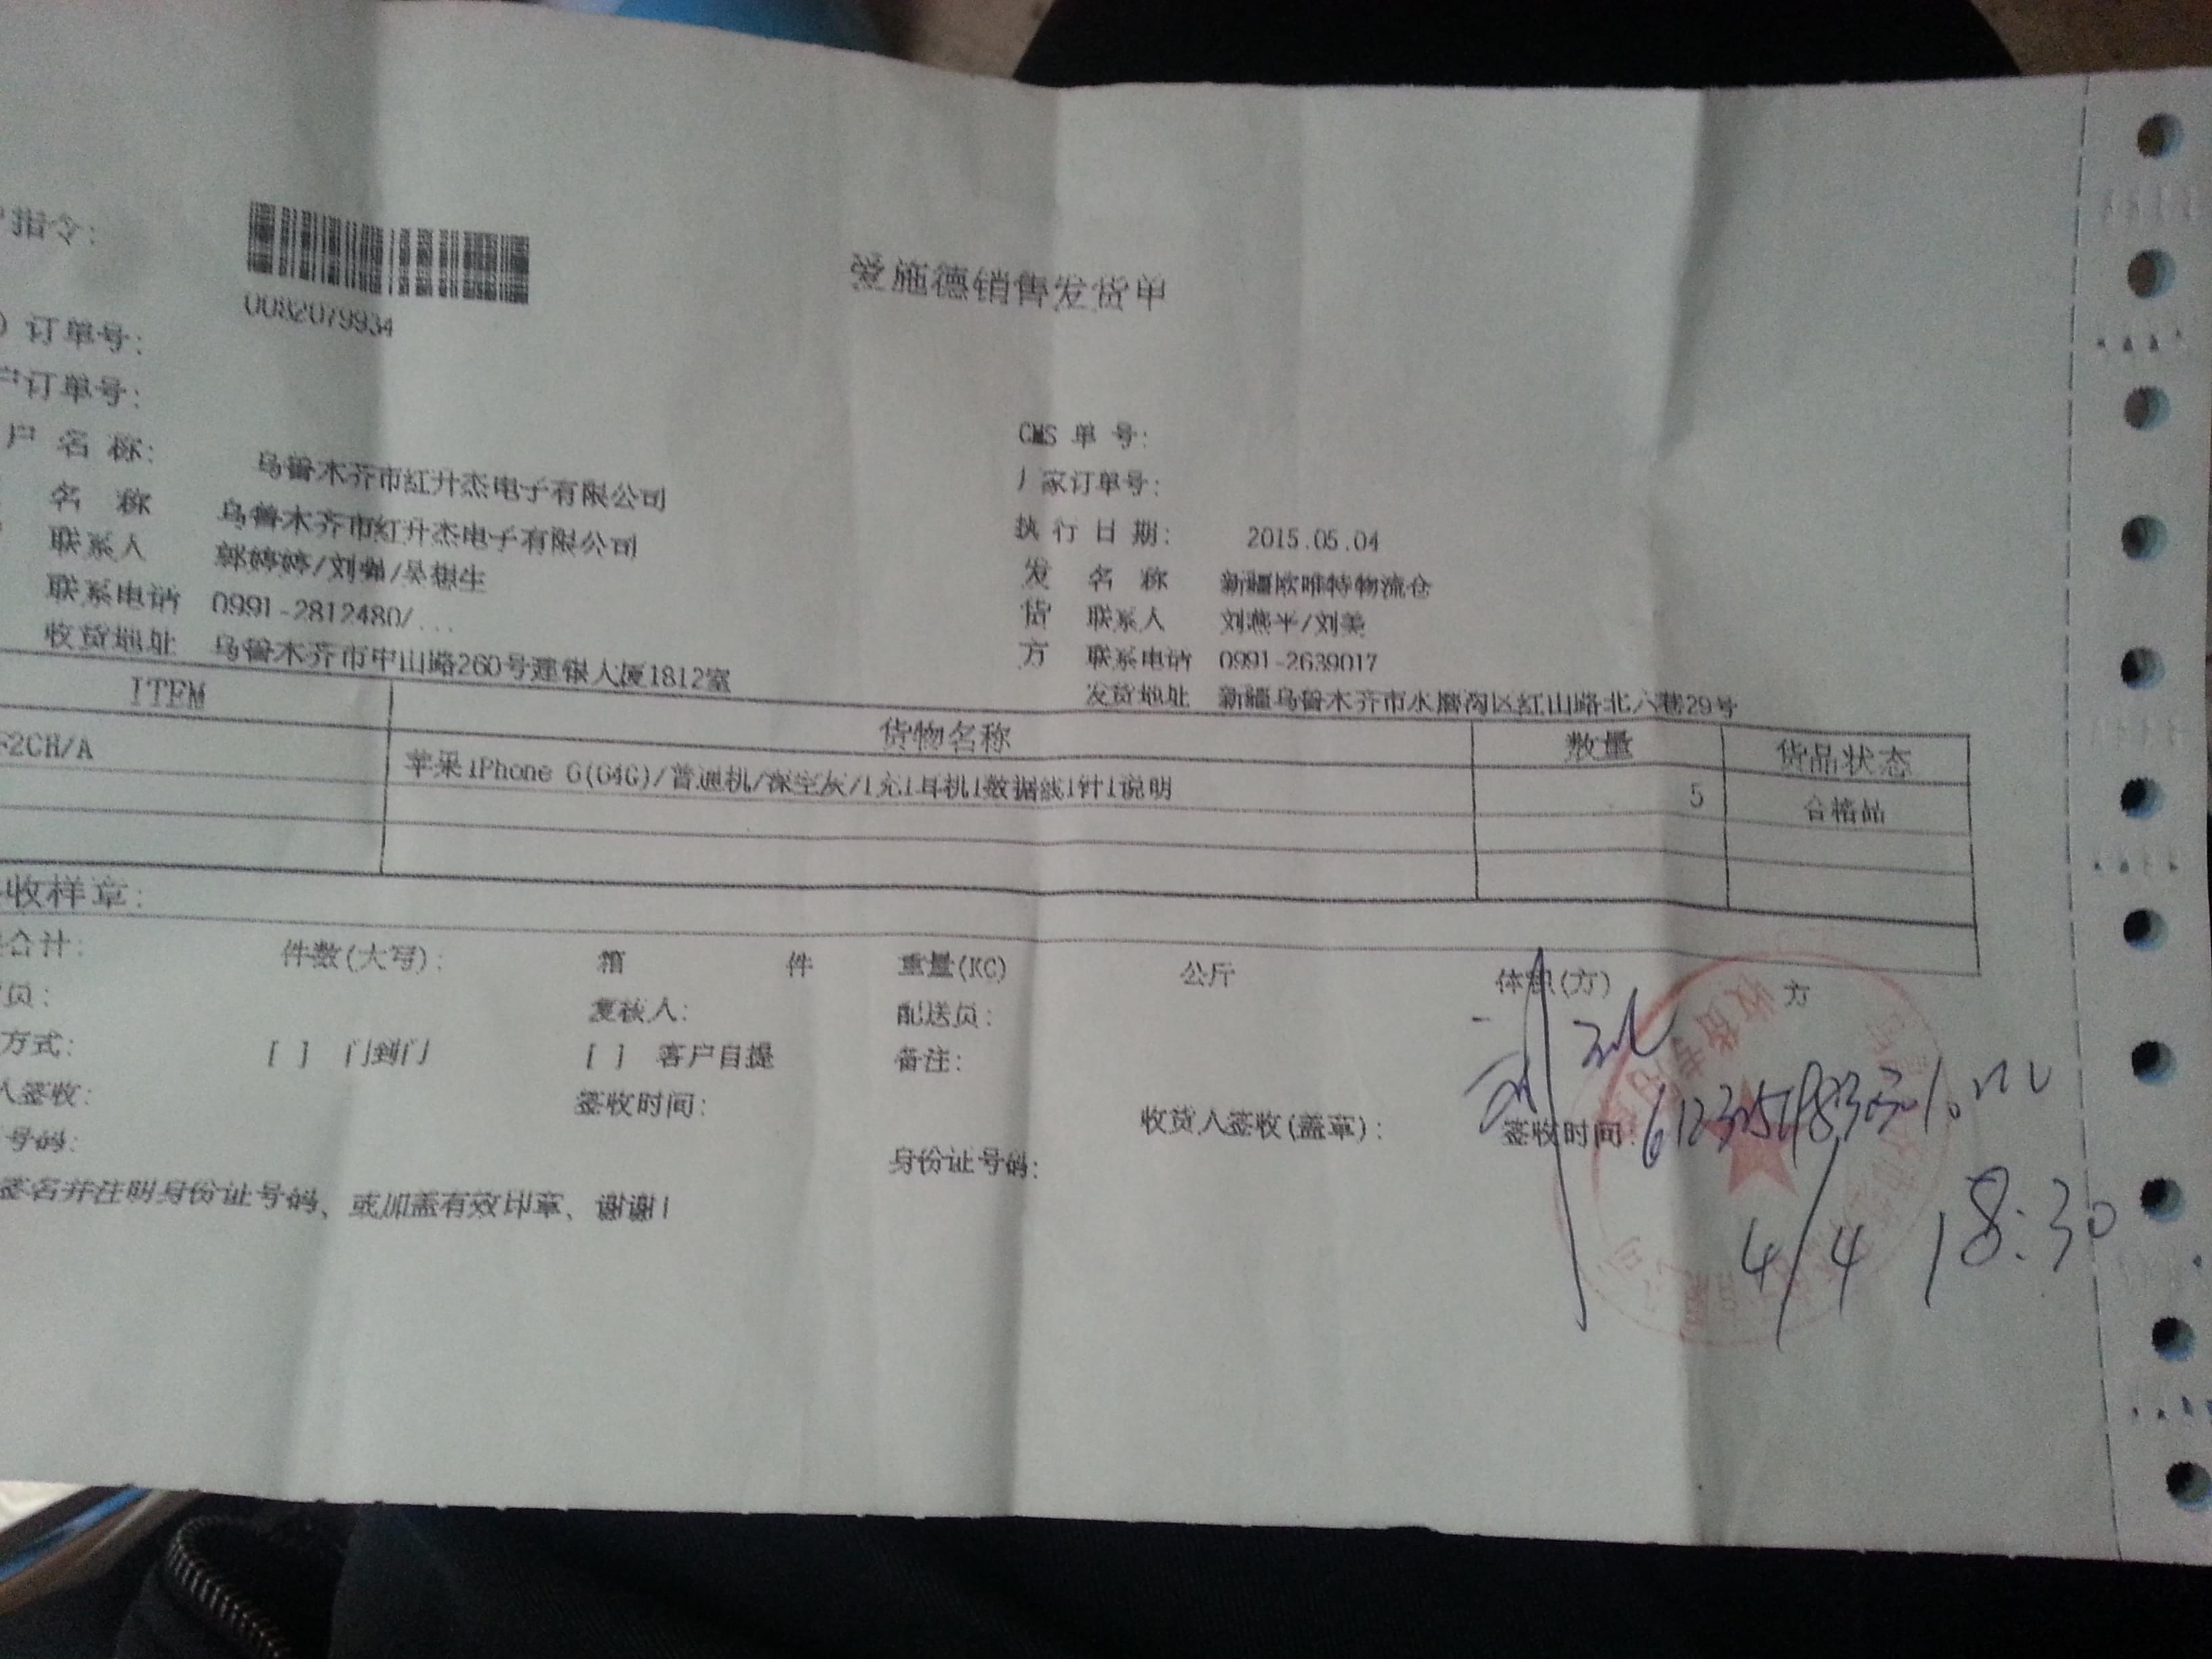 指令:
0082079934
爱施德销售发货单
订单号:
户订单号:
户 名 称: 乌鲁木齐市红升杰电子有限公司
CMS 单 号:
厂家订单号:
名 称 乌鲁木齐市红升杰电子有限公司
执 行 日 期: 2015.05.04
联系人 郭婷婷/刘
发 名 称 新疆欧唯特物流仓
联系电话 0991-2812480/...
货 联系人 刘燕平/刘美
收货地址 乌鲁木齐市中山路260号建银大厦1812室
方 联系电话 0991-2639017
发货地址 新疆乌鲁木齐市水磨沟区红山路北六巷29号
ITEM 货物名称 数量 货品状态
F2CH/A 苹果iPhone G(G4G)/普通机/深空灰/1充1耳机1数据线1针1说明 5 合格品
收样章:
合计: 件数(大写): 箱 件 重量(KG) 公斤 体积(方) 方
员: 复核人: 配送员:
方式: [ ] 门到门 [ ] 客户自提 备注:
人签收: 签收时间: 收货人签收(盖章): 签收时间:
号码: 身份证号码:
签名并注明身份证号码、或加盖有效印章、谢谢!
4/4 18:30